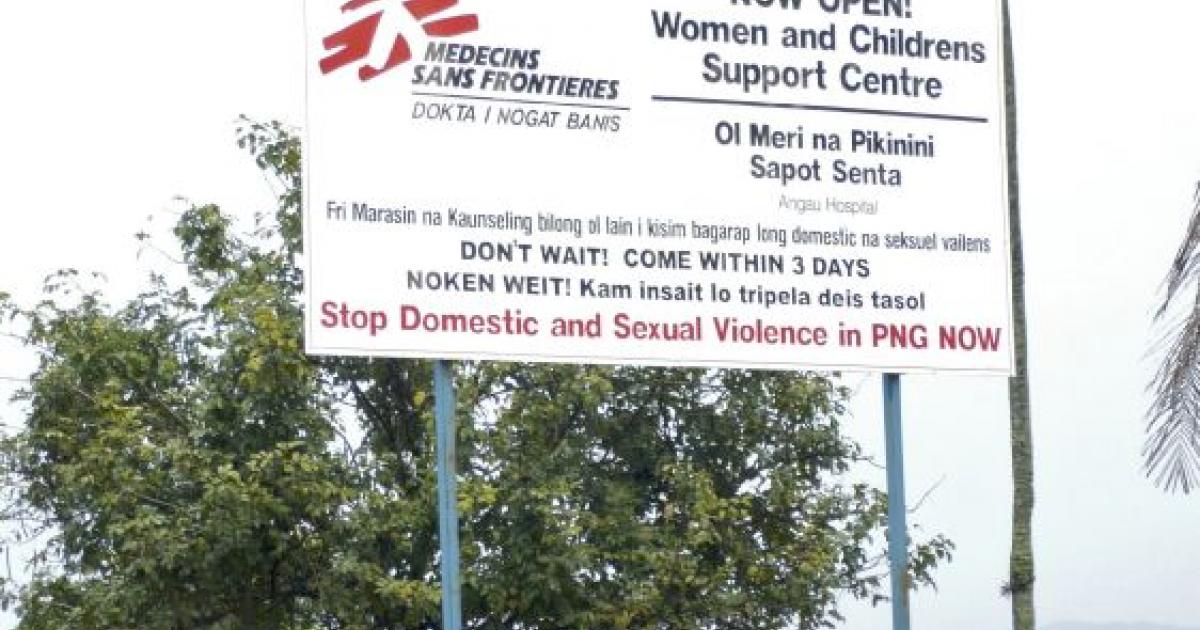 NOW OPEN!
Women and Childrens
Support Centre
MEDECINS
SANS FRONTIERES
DOKTA I NOGAT BANIS
Ol Meri na Pikinini
Sapot Senta
Angau Hospital
Fri Marasin na Kaunseling bilong ol lain i kisim bagarap long domestic na seksuel vailens
DON'T WAIT! COME WITHIN 3 DAYS
NOKEN WEIT! Kam insait lo tripela deis tasol
Stop Domestic and Sexual Violence in PNG NOW